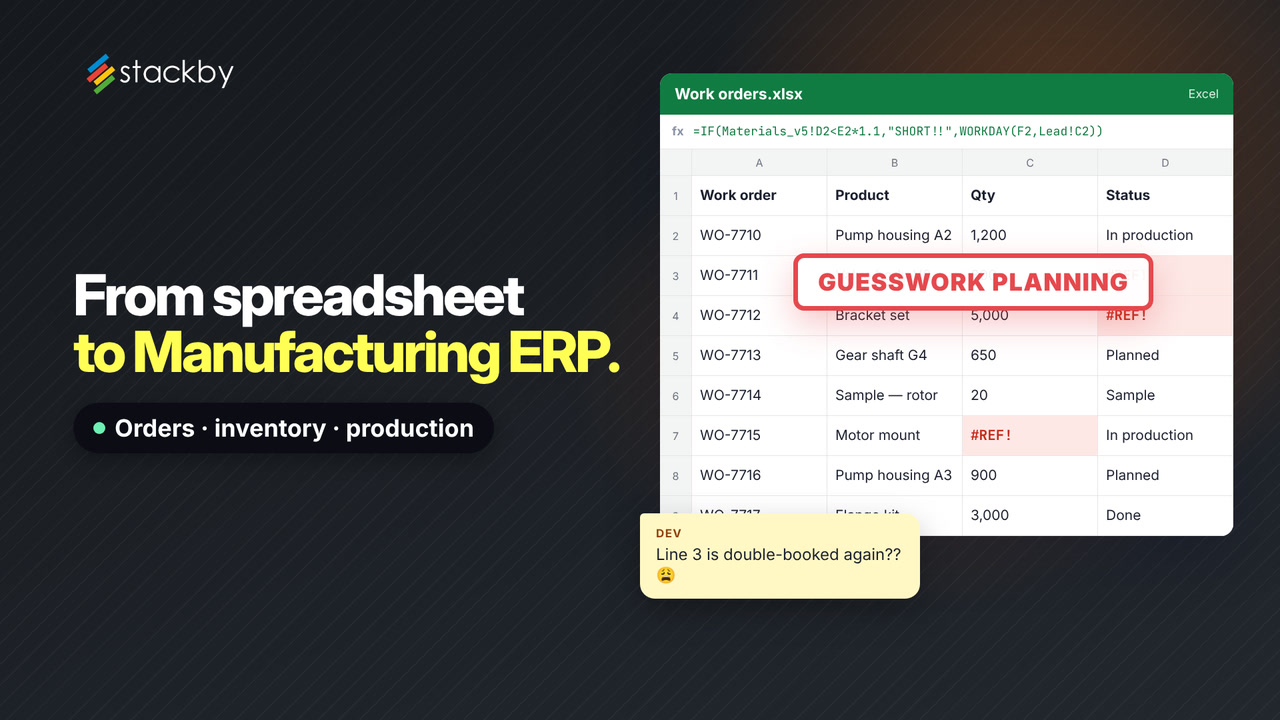 stackby
From spreadsheet
to Manufacturing ERP.
Orders · inventory · production
Work orders.xlsx Excel
fx =IF(Materials_v5!D2<E2*1.1,"SHORT!!",WORKDAY(F2,Lead!C2))
A B C D
1 Work order Product Qty Status
2 WO-7710 Pump housing A2 1,200 In production
3 WO-7711
GUESSWORK PLANNING
4 WO-7712 Bracket set 5,000 #REF!
5 WO-7713 Gear shaft G4 650 Planned
6 WO-7714 Sample — rotor 20 Sample
7 WO-7715 Motor mount #REF! In production
8 WO-7716 Pump housing A3 900 Planned
WO-7717 Flange kit 3,000 Done
DEV
Line 3 is double-booked again??
😩